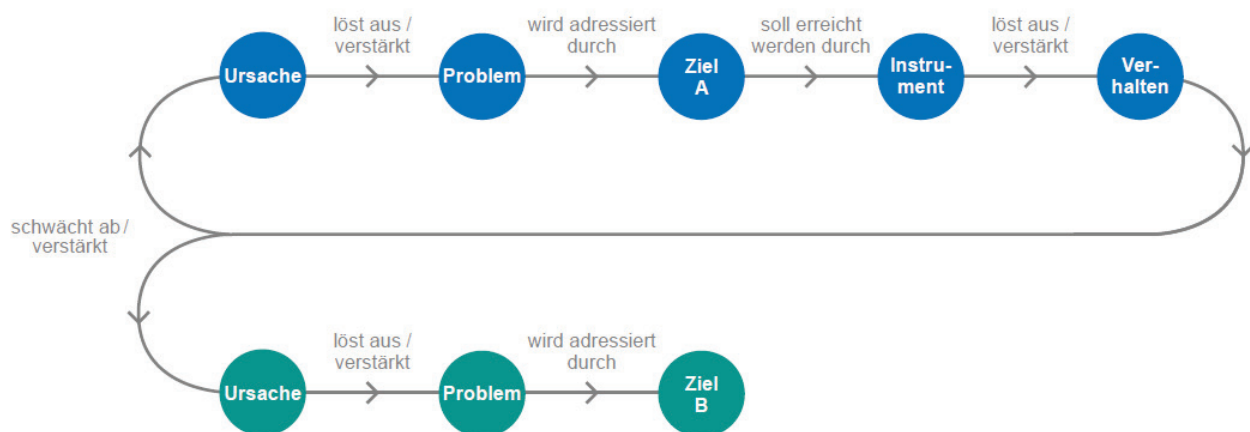 löst aus /
verstärkt
wird adressiert
durch
soll erreicht
werden durch
löst aus /
verstärkt
Ursache
Problem
Ziel
A
Instru-
ment
Ver-
halten
schwächt ab /
verstärkt
löst aus /
verstärkt
wird adressiert
durch
Ursache
Problem
Ziel
B